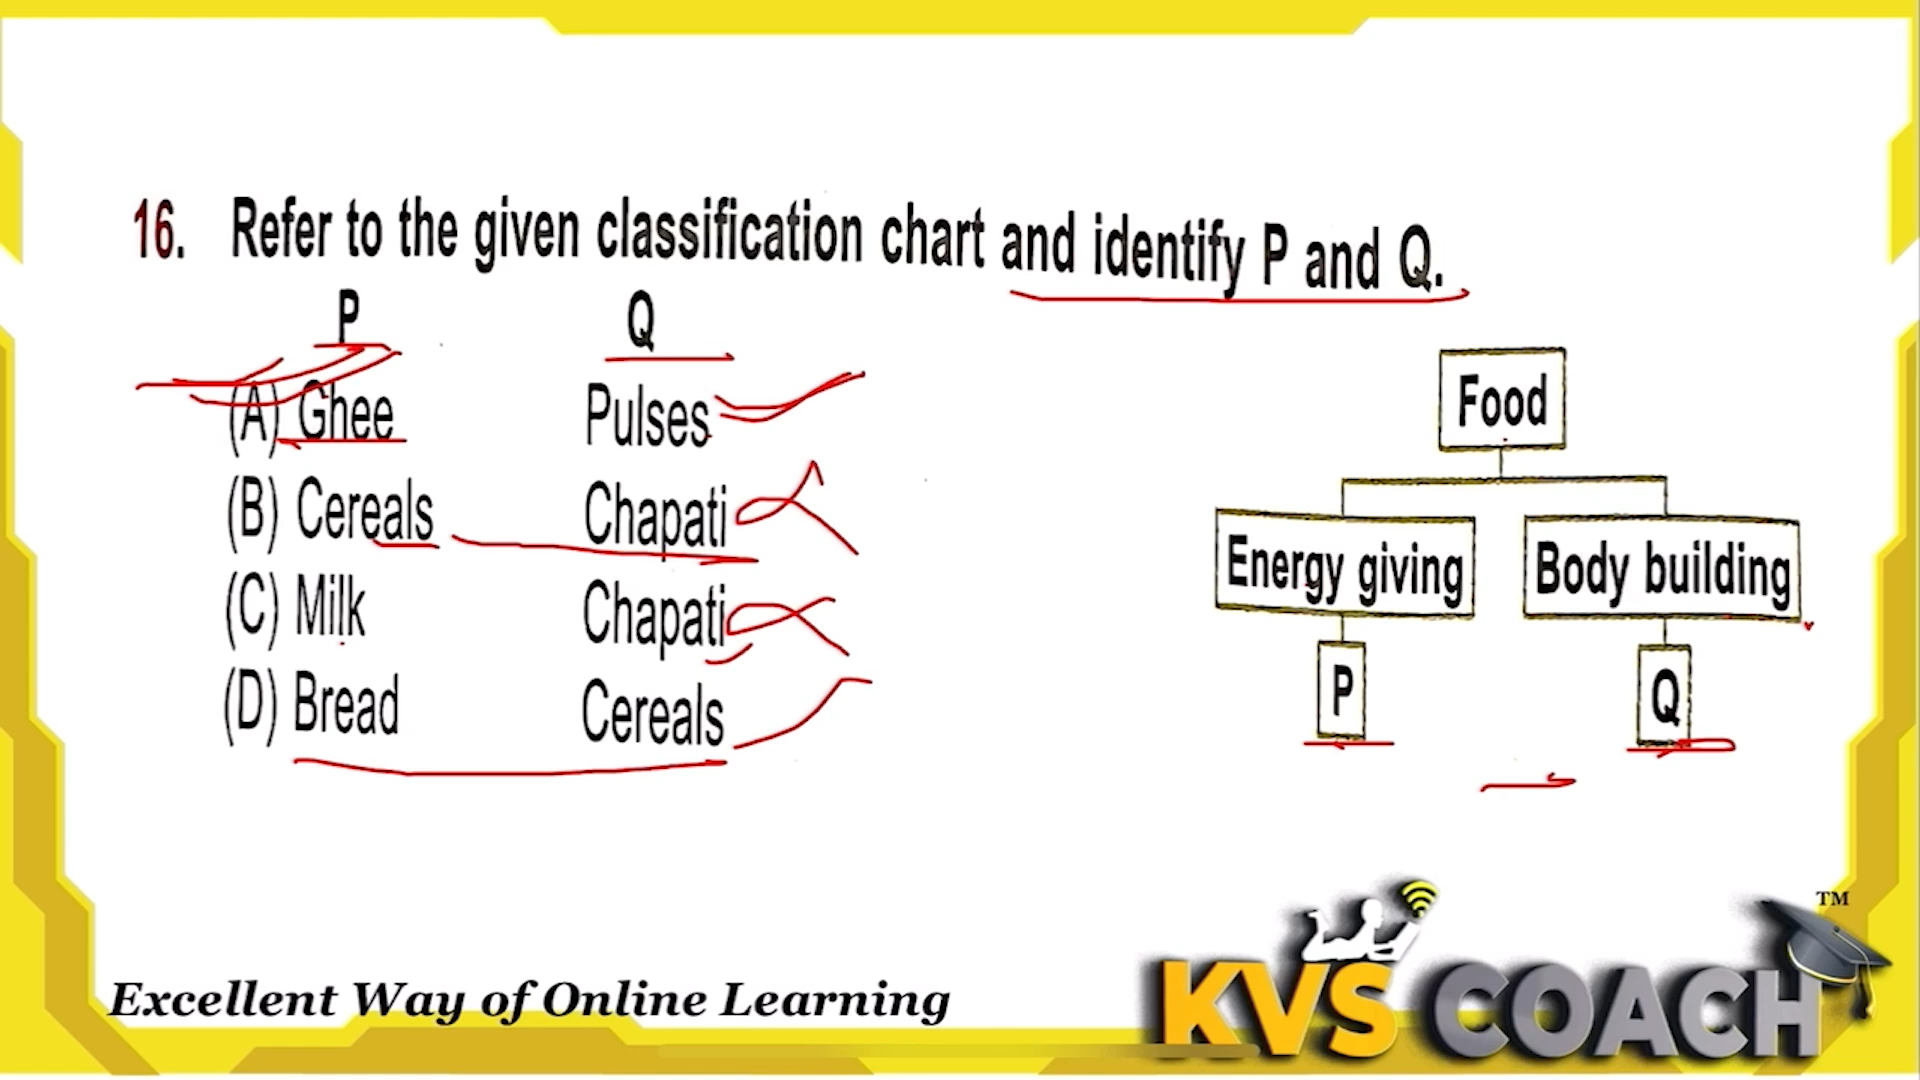 16. Refer to the given classification chart and identify P and Q.
P Q
(A) Ghee Pulses
(B) Cereals Chapati
(C) Milk Chapati
(D) Bread Cereals
Food
Energy giving Body building
P Q
Excellent Way of Online Learning
KVS COACH TM